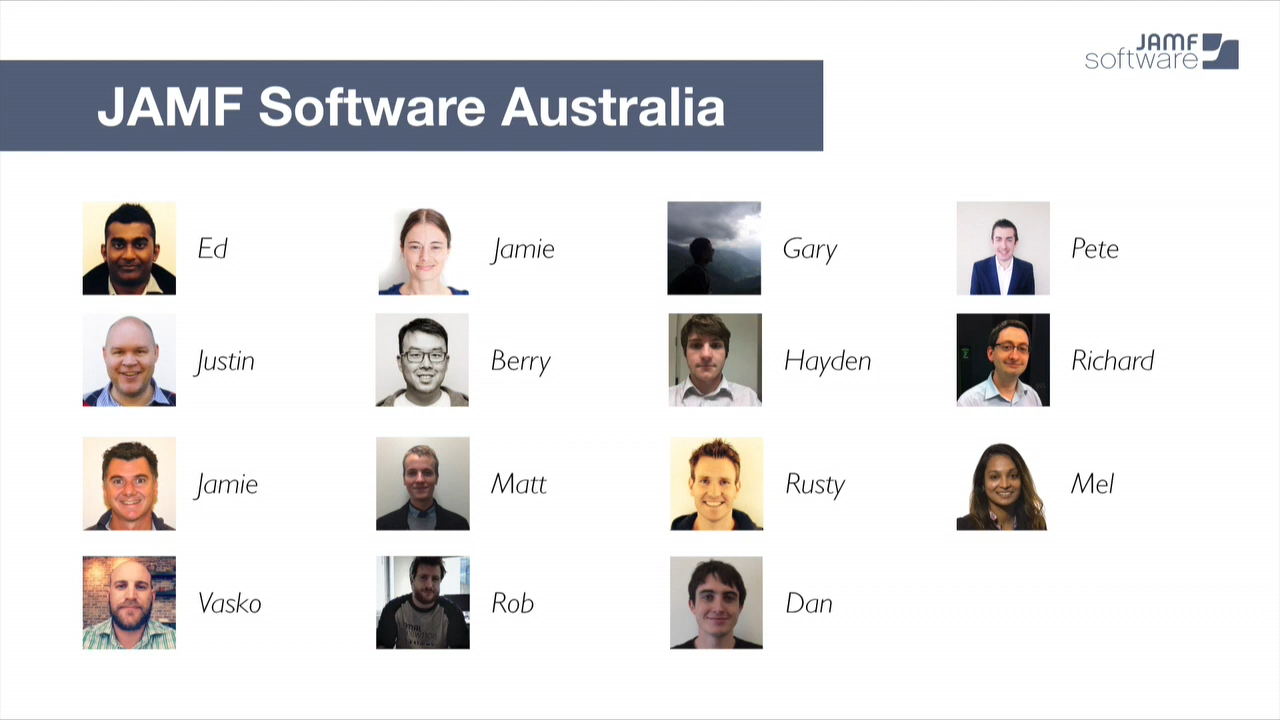 JAMF
software
JAMF Software Australia
Ed
Jamie
Gary
Pete
Justin
Berry
Hayden
Richard
Jamie
Matt
Rusty
Mel
Vasko
Rob
Dan